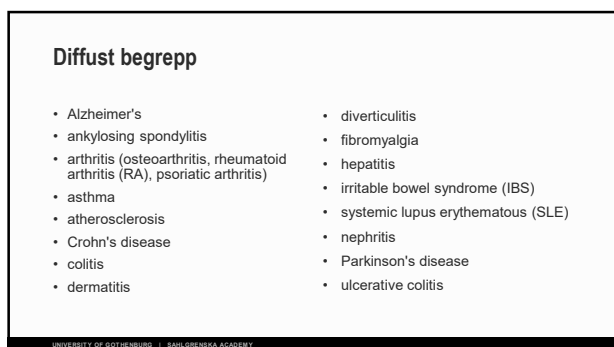 Diffust begrepp
• Alzheimer's
• ankylosing spondylitis
• arthritis (osteoarthritis, rheumatoid
arthritis (RA), psoriatic arthritis)
• asthma
• atherosclerosis
• Crohn's disease
• colitis
• dermatitis
• diverticulitis
• fibromyalgia
• hepatitis
• irritable bowel syndrome (IBS)
• systemic lupus erythematous (SLE)
• nephritis
• Parkinson's disease
• ulcerative colitis
UNIVERSITY OF GOTHENBURG | SAHLGRENSKA ACADEMY